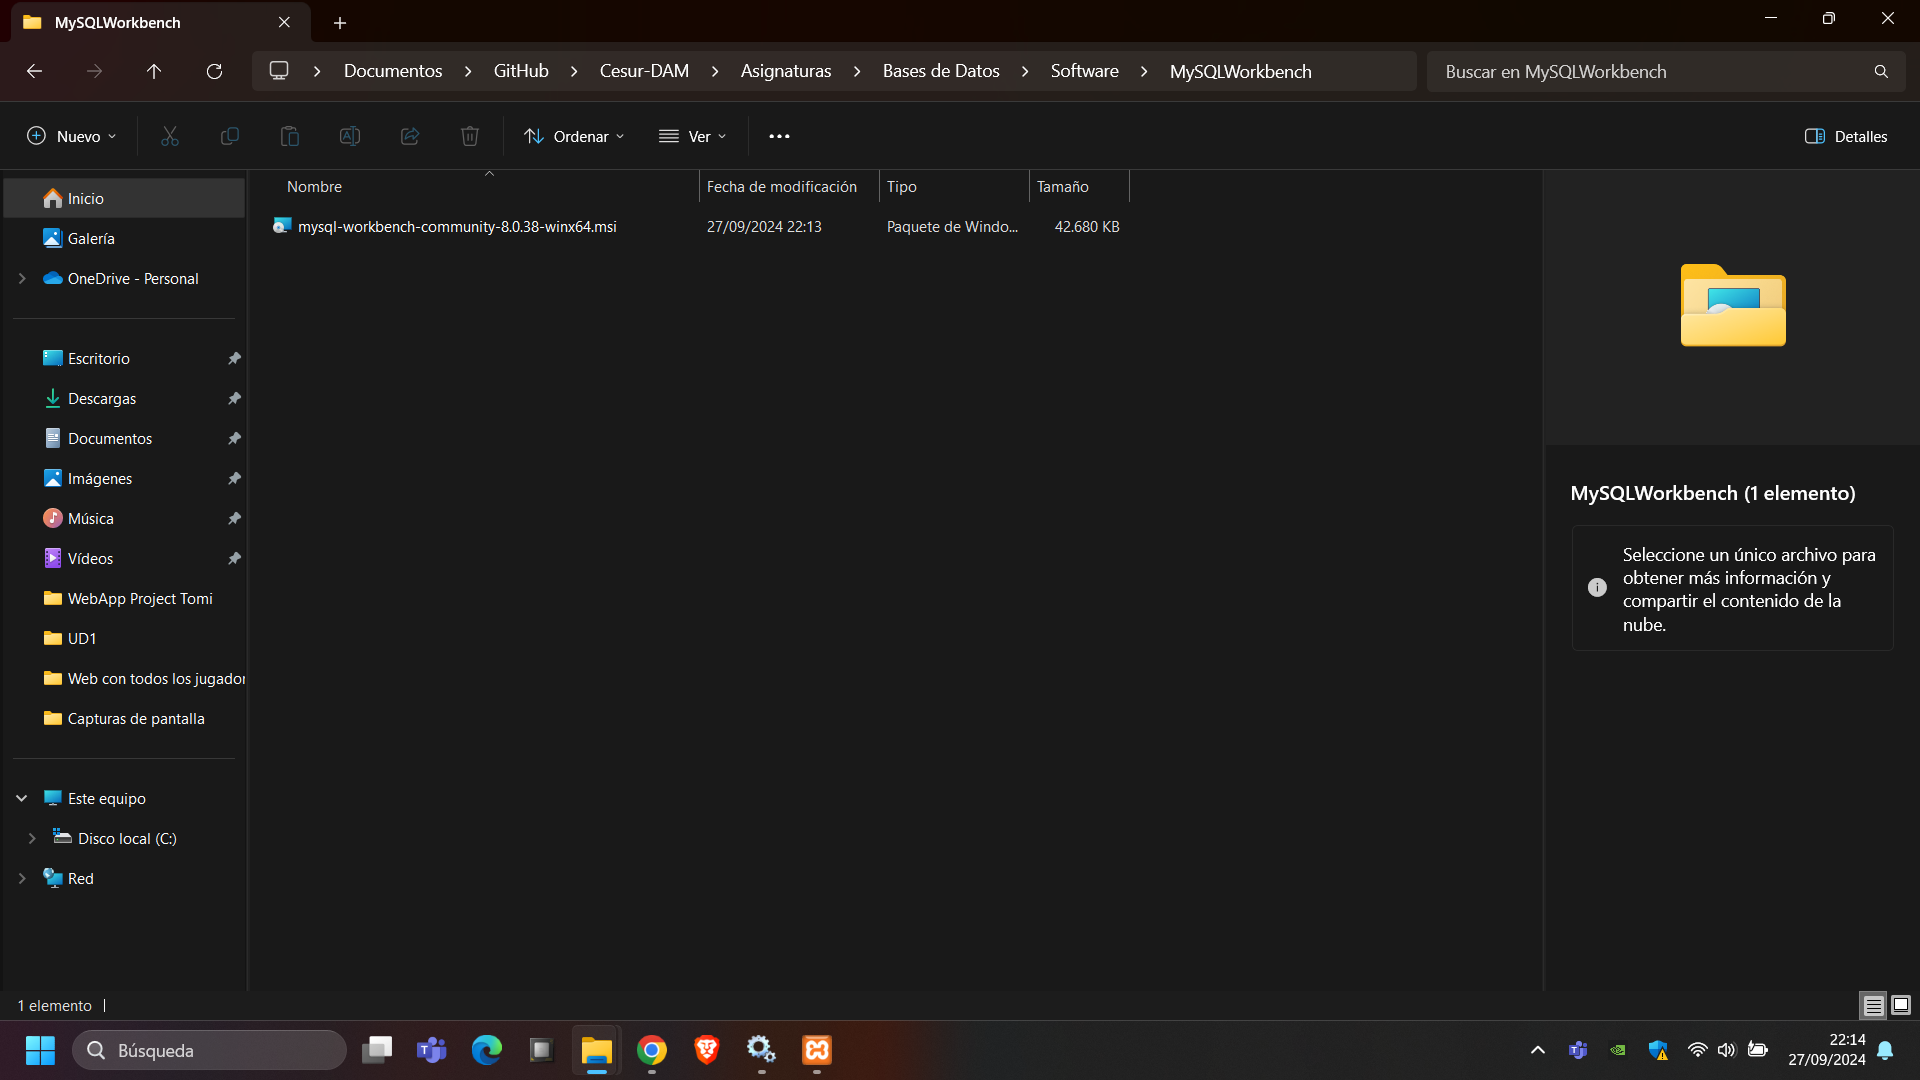 MySQLWorkbench
Documentos
GitHub
Cesur-DAM
Asignaturas
Bases de Datos
Software
MySQLWorkbench
Buscar en MySQLWorkbench
Nuevo
Ordenar
Ver
Detalles
Nombre
Fecha de modificación
Tipo
Tamaño
mysql-workbench-community-8.0.38-winx64.msi
27/09/2024 22:13
Paquete de Windo...
42.680 KB
Inicio
Galería
OneDrive - Personal
Escritorio
Descargas
Documentos
Imágenes
Música
Vídeos
WebApp Project Tomi
UD1
Web con todos los jugador
Capturas de pantalla
Este equipo
Disco local (C:)
Red
MySQLWorkbench (1 elemento)
Seleccione un único archivo para
obtener más información y
compartir el contenido de la
nube.
1 elemento
Búsqueda
22:14
27/09/2024